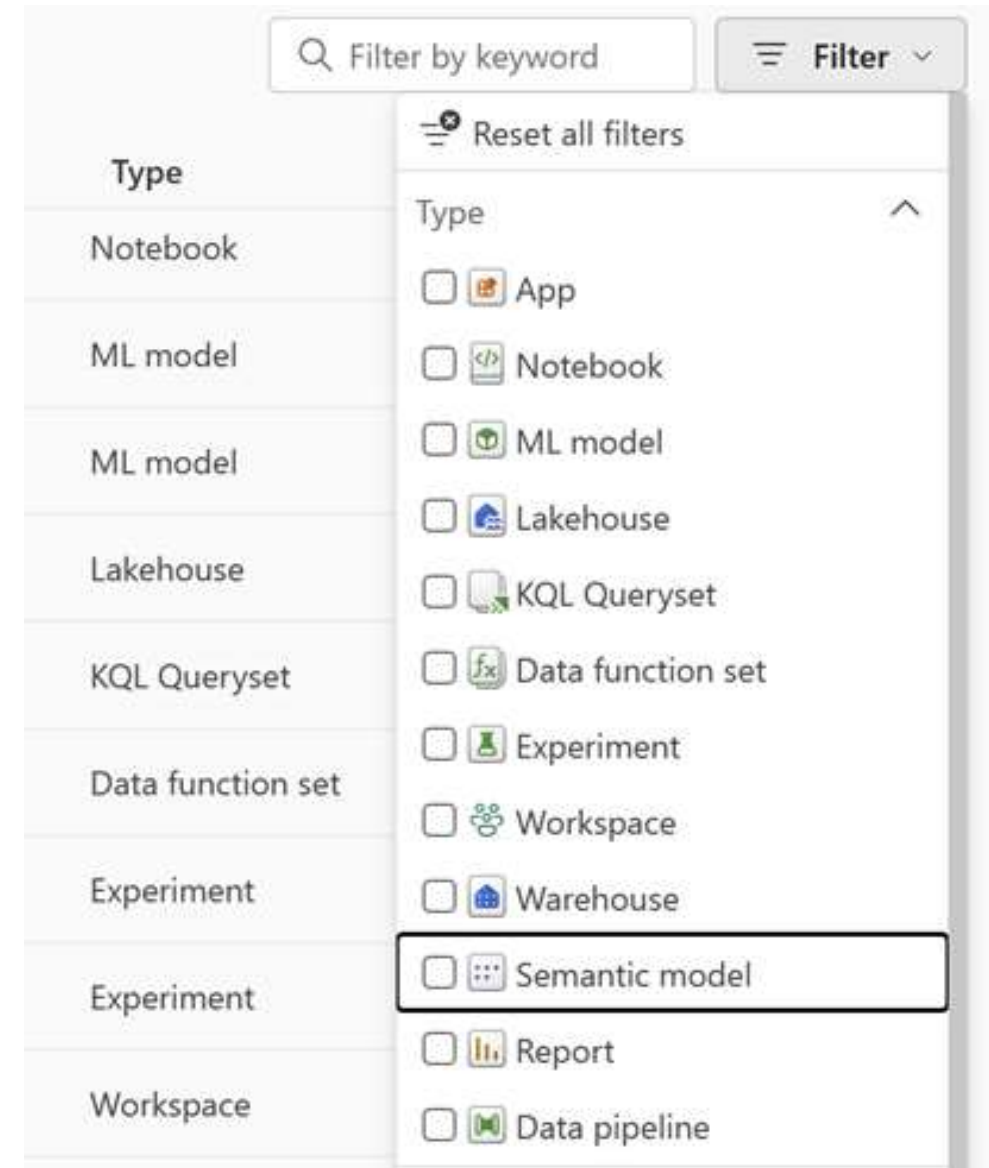 Filter by keyword
Filter
Reset all filters
Type
Notebook
ML model
ML model
Lakehouse
KQL Queryset
Data function set
Experiment
Experiment
Workspace
Type
App
Notebook
ML model
Lakehouse
KQL Queryset
Data function set
Experiment
Workspace
Warehouse
Semantic model
Report
Data pipeline